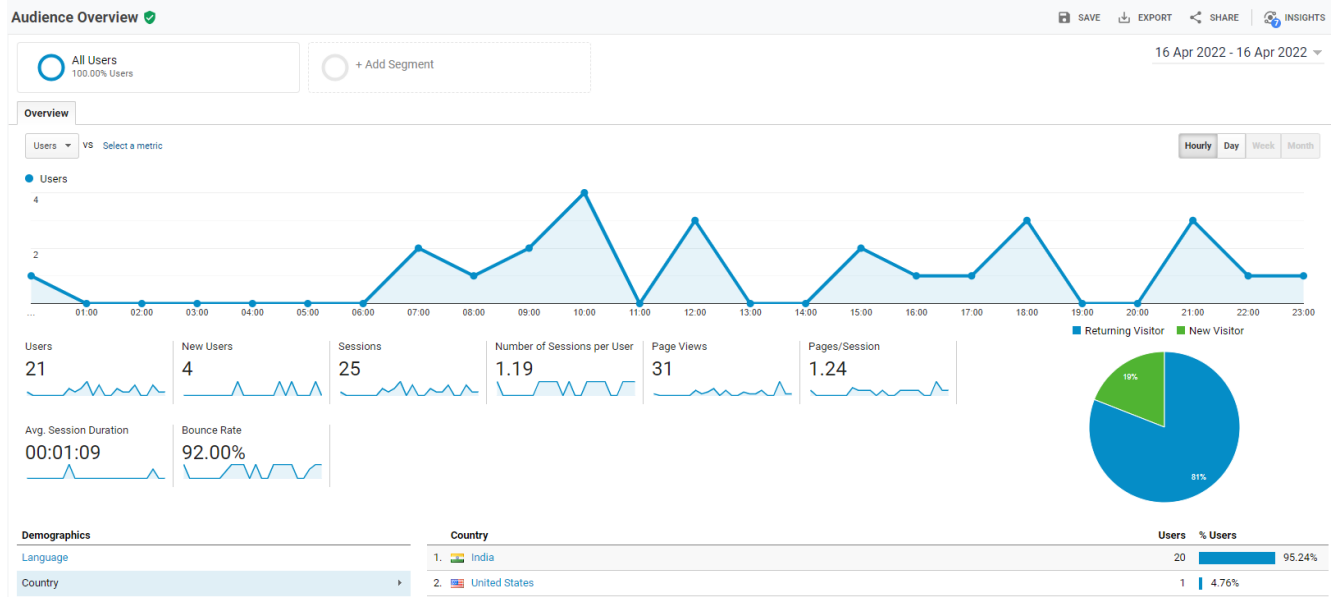 Audience Overview
SAVE EXPORT SHARE 7 INSIGHTS
All Users
100.00% Users
+ Add Segment
16 Apr 2022 - 16 Apr 2022
Overview
Users VS Select a metric
Hourly Day Week Month
Users
4
2
... 01:00 02:00 03:00 04:00 05:00 06:00 07:00 08:00 09:00 10:00 11:00 12:00 13:00 14:00 15:00 16:00 17:00 18:00 19:00 20:00 21:00 22:00 23:00
Returning Visitor New Visitor
Users New Users Sessions Number of Sessions per User Page Views Pages/Session
21 4 25 1.19 31 1.24
19%
81%
Avg. Session Duration Bounce Rate
00:01:09 92.00%
Demographics
Language
Country
Country Users % Users
1. India 20 95.24%
2. United States 1 4.76%